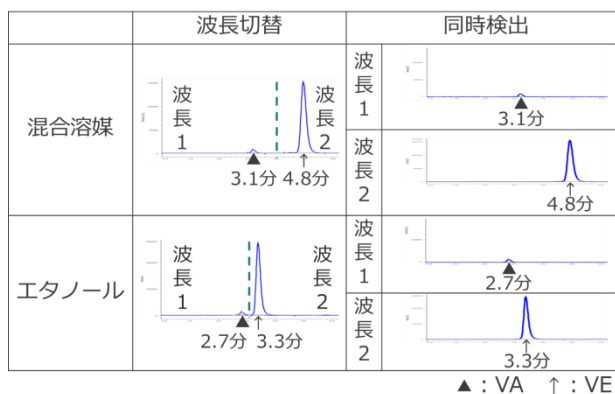 波長切替
同時検出
混合溶媒
波長1
波長2
3.1分
4.8分
波長1
3.1分
波長2
4.8分
エタノール
波長1
波長2
2.7分
3.3分
波長1
2.7分
波長2
3.3分
▲：VA ↑：VE